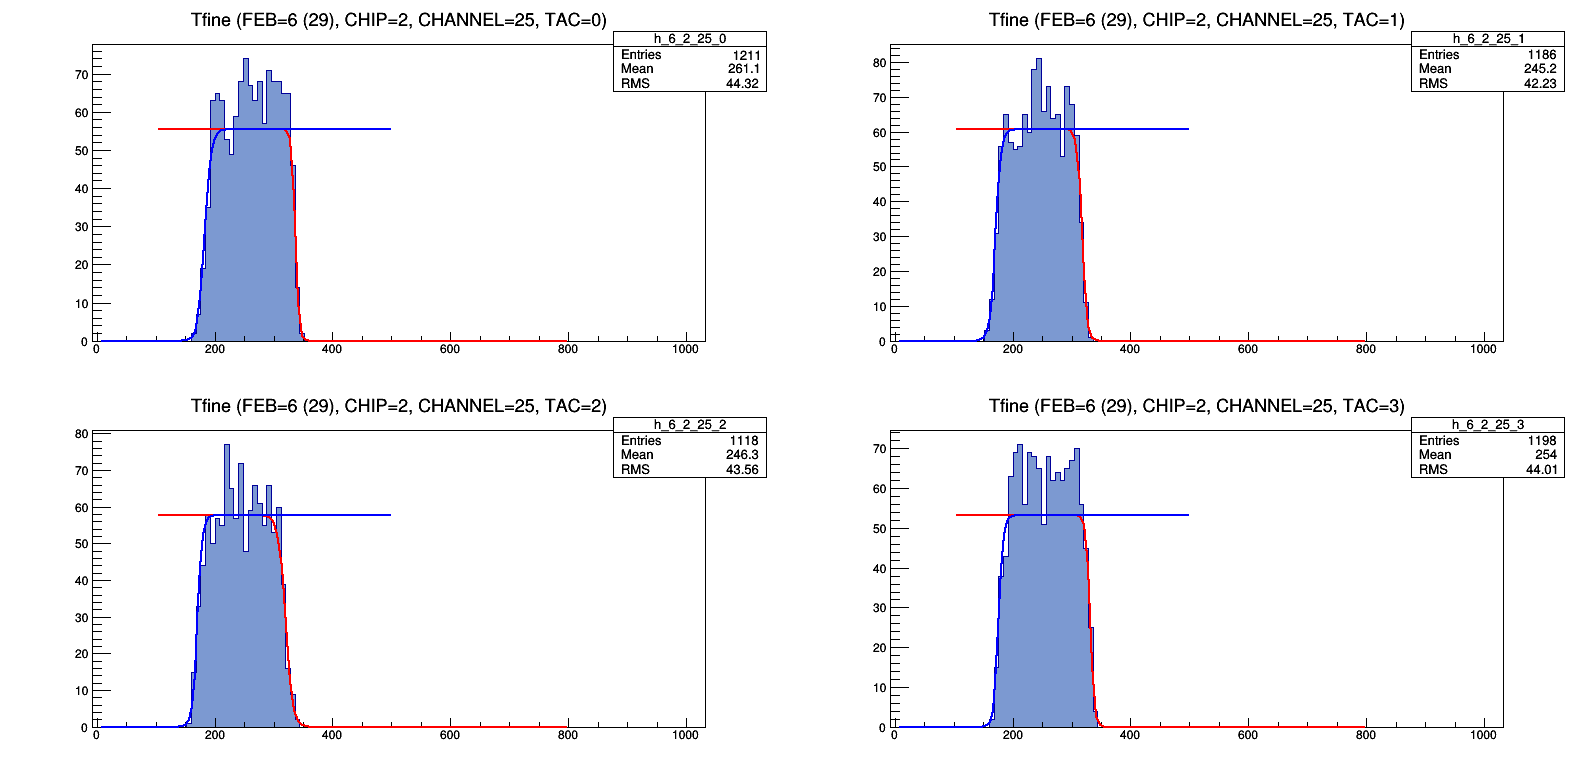 Tfine (FEB=6 (29), CHIP=2, CHANNEL=25, TAC=0)
h_6_2_25_0
Entries 1211
Mean 261.1
RMS 44.32
70
60
50
40
30
20
10
0
0 200 400 600 800 1000
Tfine (FEB=6 (29), CHIP=2, CHANNEL=25, TAC=1)
h_6_2_25_1
Entries 1186
Mean 245.2
RMS 42.23
80
70
60
50
40
30
20
10
0
0 200 400 600 800 1000
Tfine (FEB=6 (29), CHIP=2, CHANNEL=25, TAC=2)
h_6_2_25_2
Entries 1118
Mean 246.3
RMS 43.56
80
70
60
50
40
30
20
10
0
0 200 400 600 800 1000
Tfine (FEB=6 (29), CHIP=2, CHANNEL=25, TAC=3)
h_6_2_25_3
Entries 1198
Mean 254
RMS 44.01
70
60
50
40
30
20
10
0
0 200 400 600 800 1000